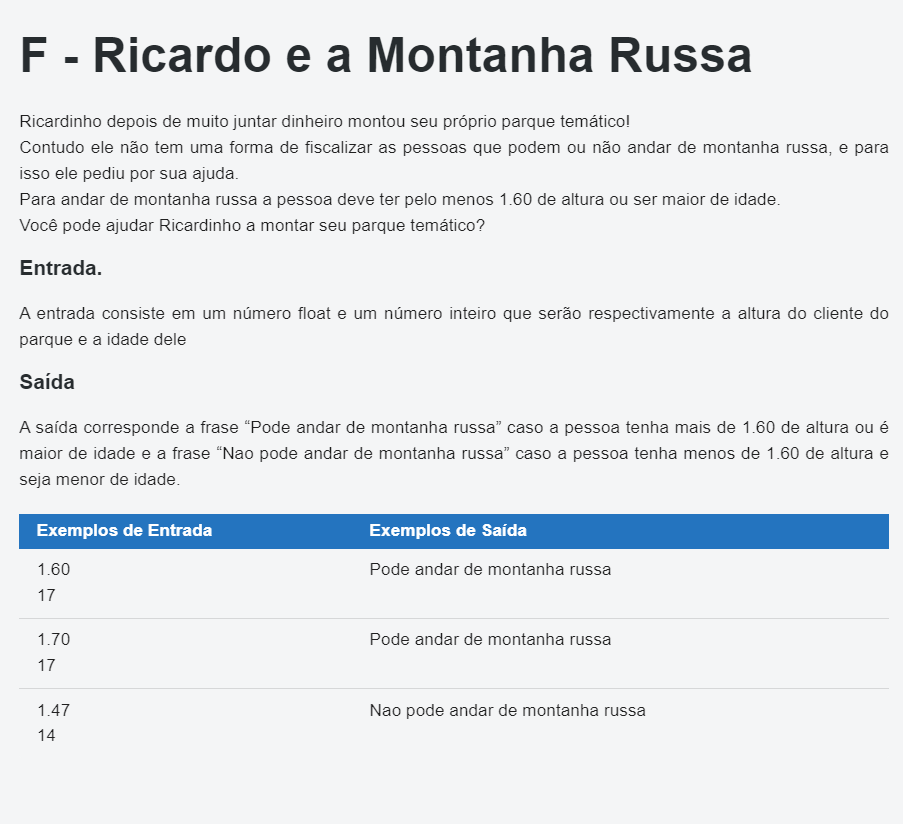 F - Ricardo e a Montanha Russa
Ricardinho depois de muito juntar dinheiro montou seu próprio parque temático!
Contudo ele não tem uma forma de fiscalizar as pessoas que podem ou não andar de montanha russa, e para
isso ele pediu por sua ajuda.
Para andar de montanha russa a pessoa deve ter pelo menos 1.60 de altura ou ser maior de idade.
Você pode ajudar Ricardinho a montar seu parque temático?
Entrada.
A entrada consiste em um número float e um número inteiro que serão respectivamente a altura do cliente do
parque e a idade dele
Saída
A saída corresponde a frase “Pode andar de montanha russa” caso a pessoa tenha mais de 1.60 de altura ou é
maior de idade e a frase “Nao pode andar de montanha russa” caso a pessoa tenha menos de 1.60 de altura e
seja menor de idade.
Exemplos de Entrada Exemplos de Saída
1.60 Pode andar de montanha russa
17
1.70 Pode andar de montanha russa
17
1.47 Nao pode andar de montanha russa
14